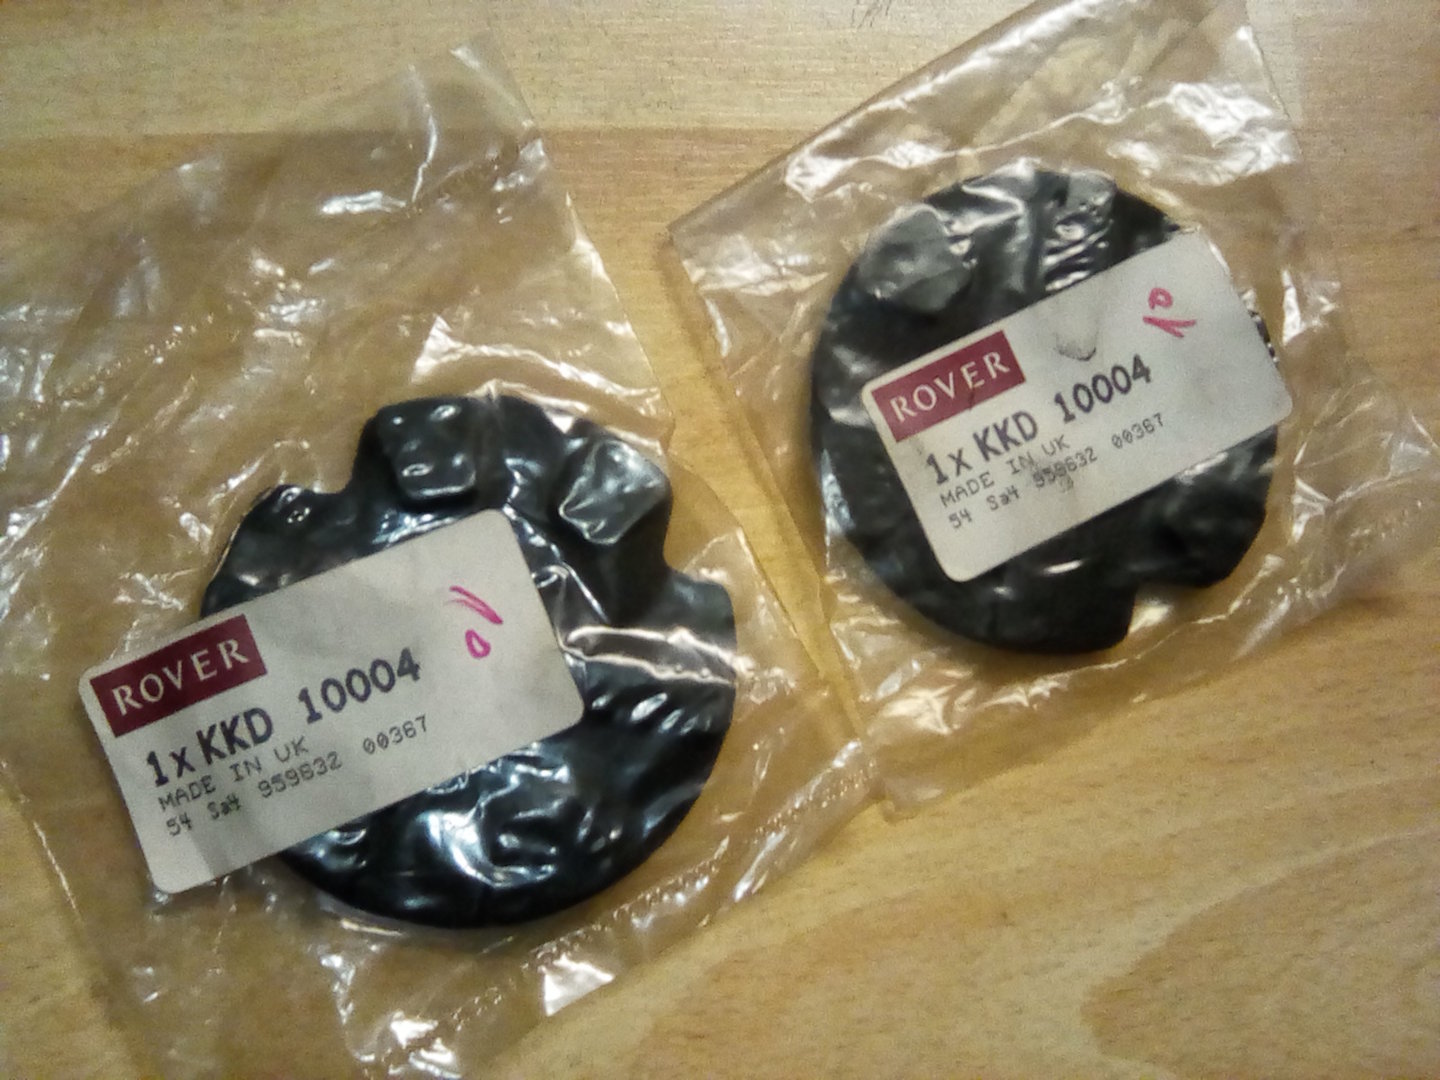 ROVER
1x KKD 10004
MADE IN UK
54 Sa4 959632 00367
ROVER
1x KKD 10004
MADE IN UK
54 Sa4 959632 00367